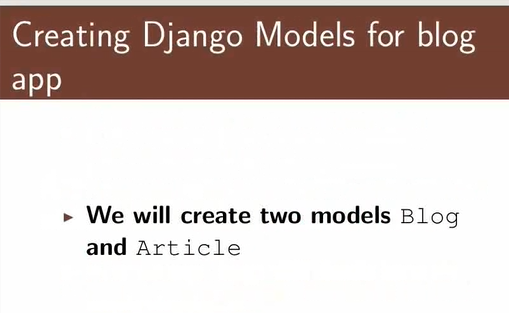 Creating Django Models for blog
app
We will create two models Blog
and Article